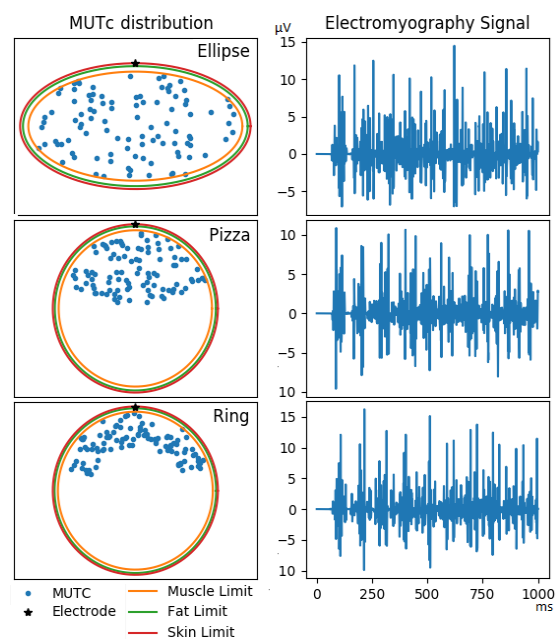 MUTc distribution
Electromyography Signal
µV
Ellipse
15
10
5
0
−5
Pizza
10
5
0
−5
10
Ring
15
10
5
0
−5
10
0 250 500 750 1000
ms
MUTC
Electrode
Muscle Limit
Fat Limit
Skin Limit